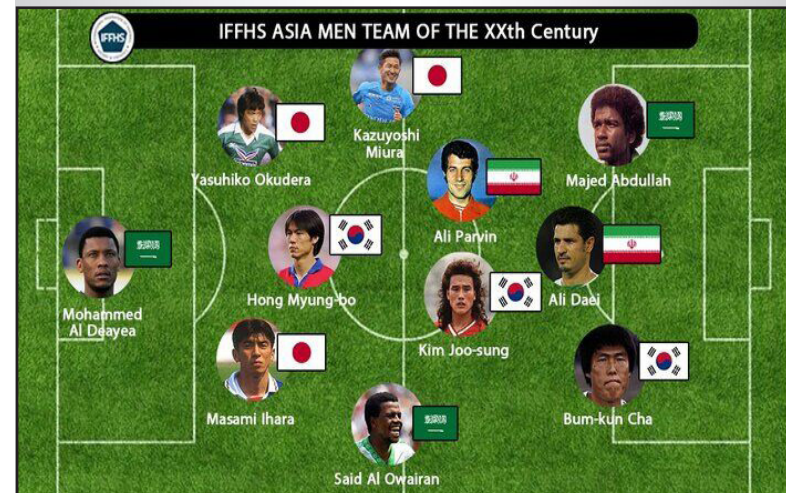 IFFHS
IFFHS ASIA MEN TEAM OF THE XXth Century
Kazuyoshi
Miura
Yasuhiko Okudera
Majed Abdullah
Ali Parvin
Hong Myung-bo
Ali Daei
Mohammed
Al Deayea
Kim Joo-sung
Masami Ihara
Bum-kun Cha
Said Al Owairan